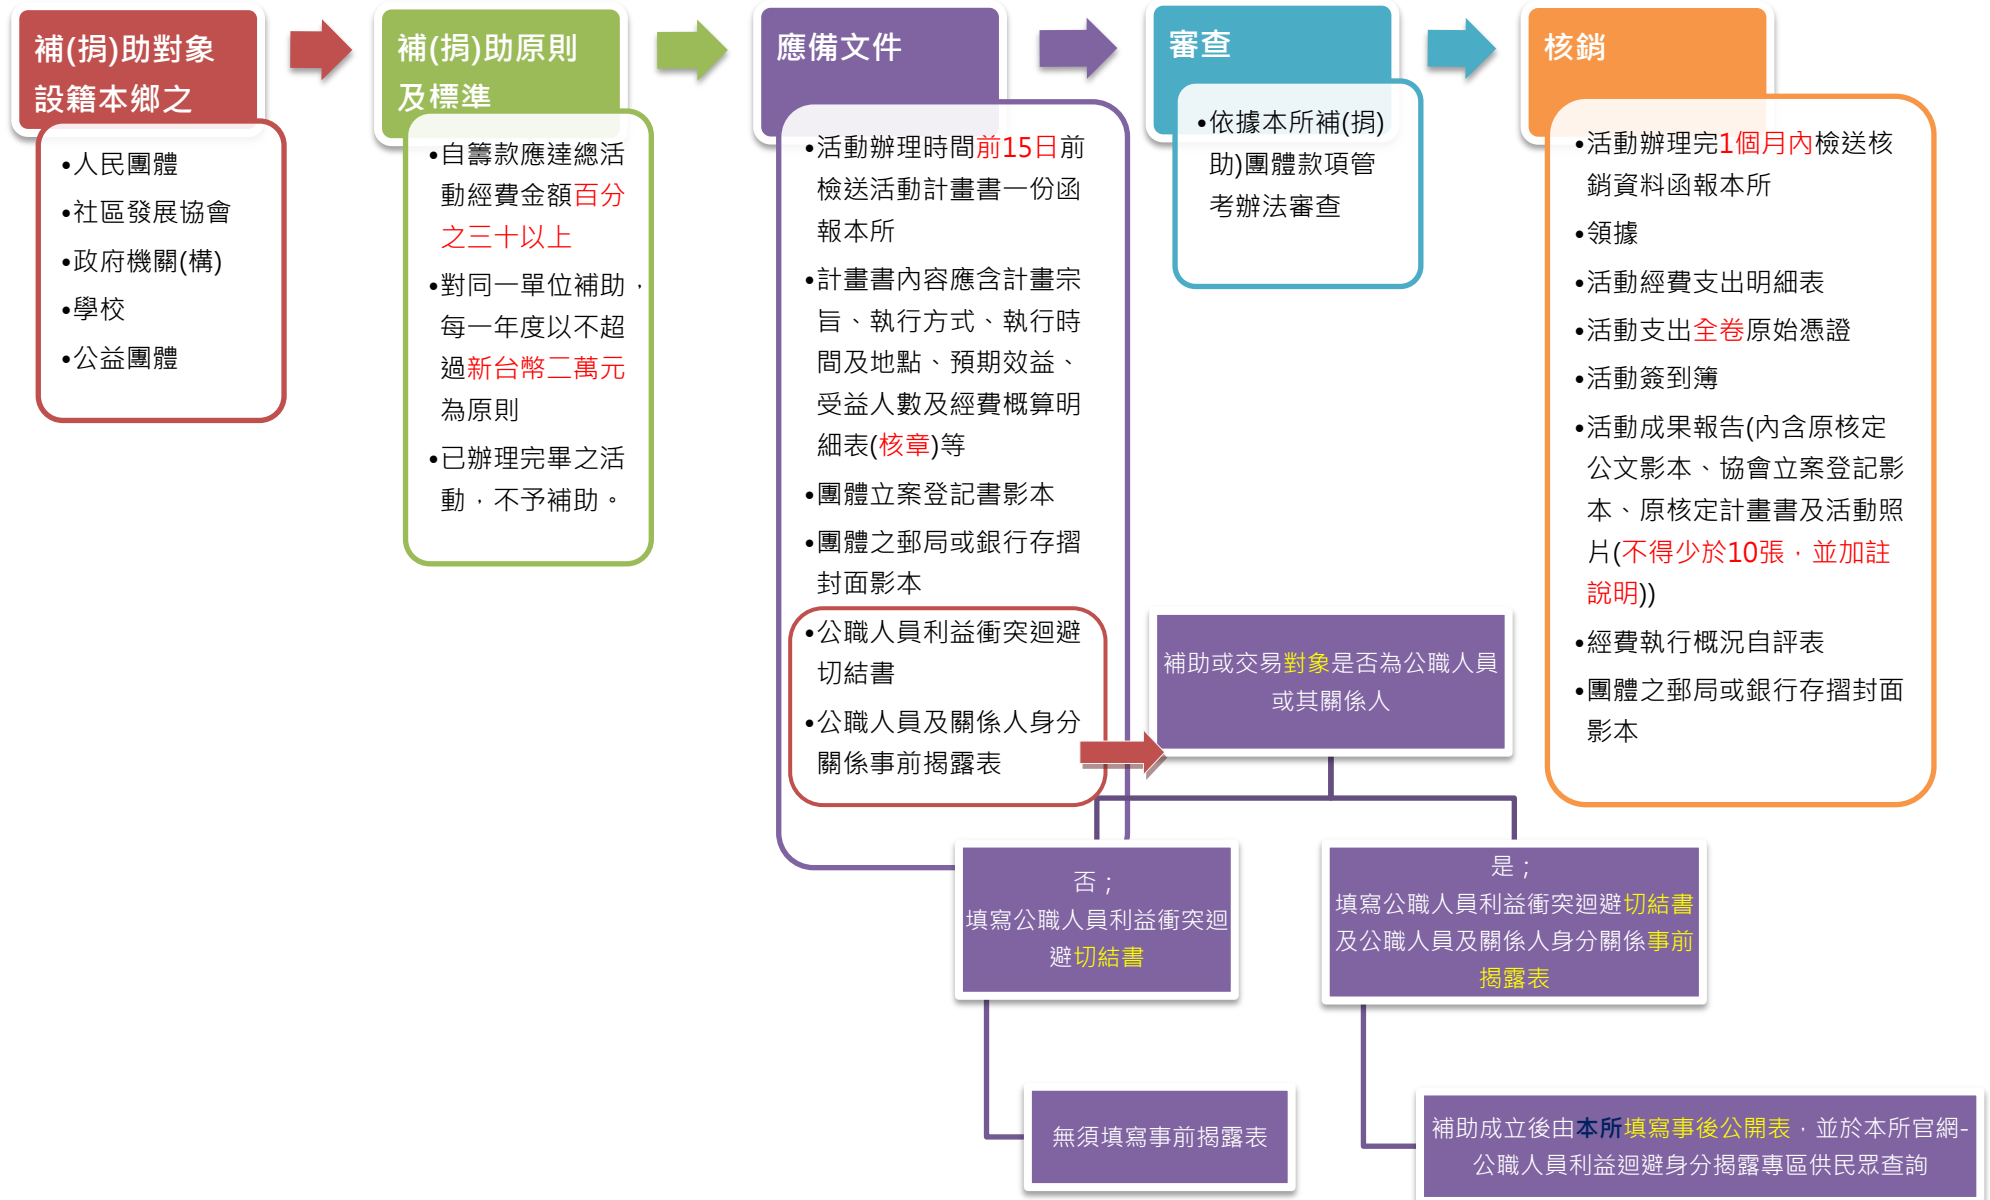 補(捐)助對象
設籍本鄉之
•人民團體
•社區發展協會
•政府機關(構)
•學校
•公益團體
補(捐)助原則
及標準
•自籌款應達總活
動經費金額百分
之三十以上
•對同一單位補助，
每一年度以不超
過新台幣二萬元
為原則
•已辦理完畢之活
動，不予補助。
應備文件
•活動辦理時間前15日前
檢送活動計畫書一份函
報本所
•計畫書內容應含計畫宗
旨、執行方式、執行時
間及地點、預期效益、
受益人數及經費概算明
細表(核章)等
•團體立案登記書影本
•團體之郵局或銀行存摺
封面影本
•公職人員利益衝突迴避
切結書
•公職人員及關係人身分
關係事前揭露表
審查
•依據本所補(捐)
助)團體款項管
考辦法審查
核銷
•活動辦理完1個月內檢送核
銷資料函報本所
•領據
•活動經費支出明細表
•活動支出全卷原始憑證
•活動簽到簿
•活動成果報告(內含原核定
公文影本、協會立案登記影
本、原核定計畫書及活動照
片(不得少於10張，並加註
說明))
•經費執行概況自評表
•團體之郵局或銀行存摺封面
影本
補助或交易對象是否為公職人員
或其關係人
否；
填寫公職人員利益衝突迴
避切結書
無須填寫事前揭露表
是；
填寫公職人員利益衝突迴避切結書
及公職人員及關係人身分關係事前
揭露表
補助成立後由本所填寫事後公開表，並於本所官網-
公職人員利益迴避身分揭露專區供民眾查詢